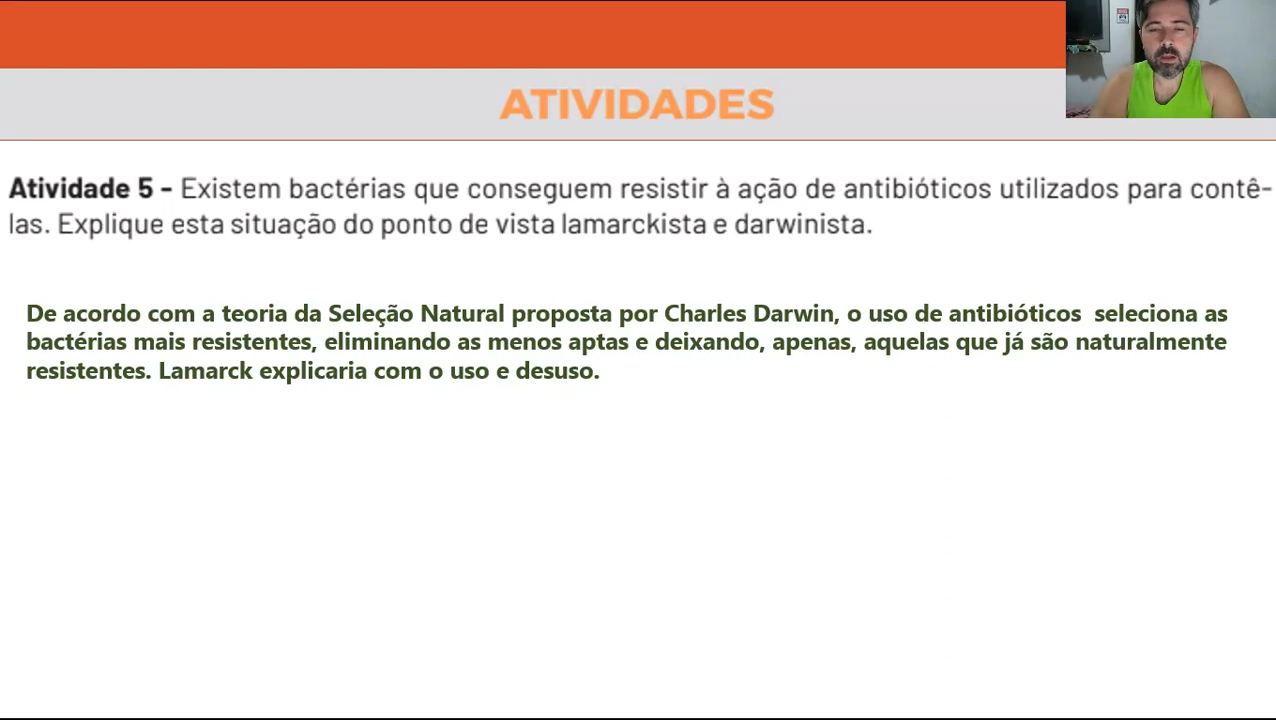 ATIVIDADES
Atividade 5 - Existem bactérias que conseguem resistir à ação de antibióticos utilizados para contê-
las. Explique esta situação do ponto de vista lamarckista e darwinista.
De acordo com a teoria da Seleção Natural proposta por Charles Darwin, o uso de antibióticos  seleciona as
bactérias mais resistentes, eliminando as menos aptas e deixando, apenas, aquelas que já são naturalmente
resistentes. Lamarck explicaria com o uso e desuso.